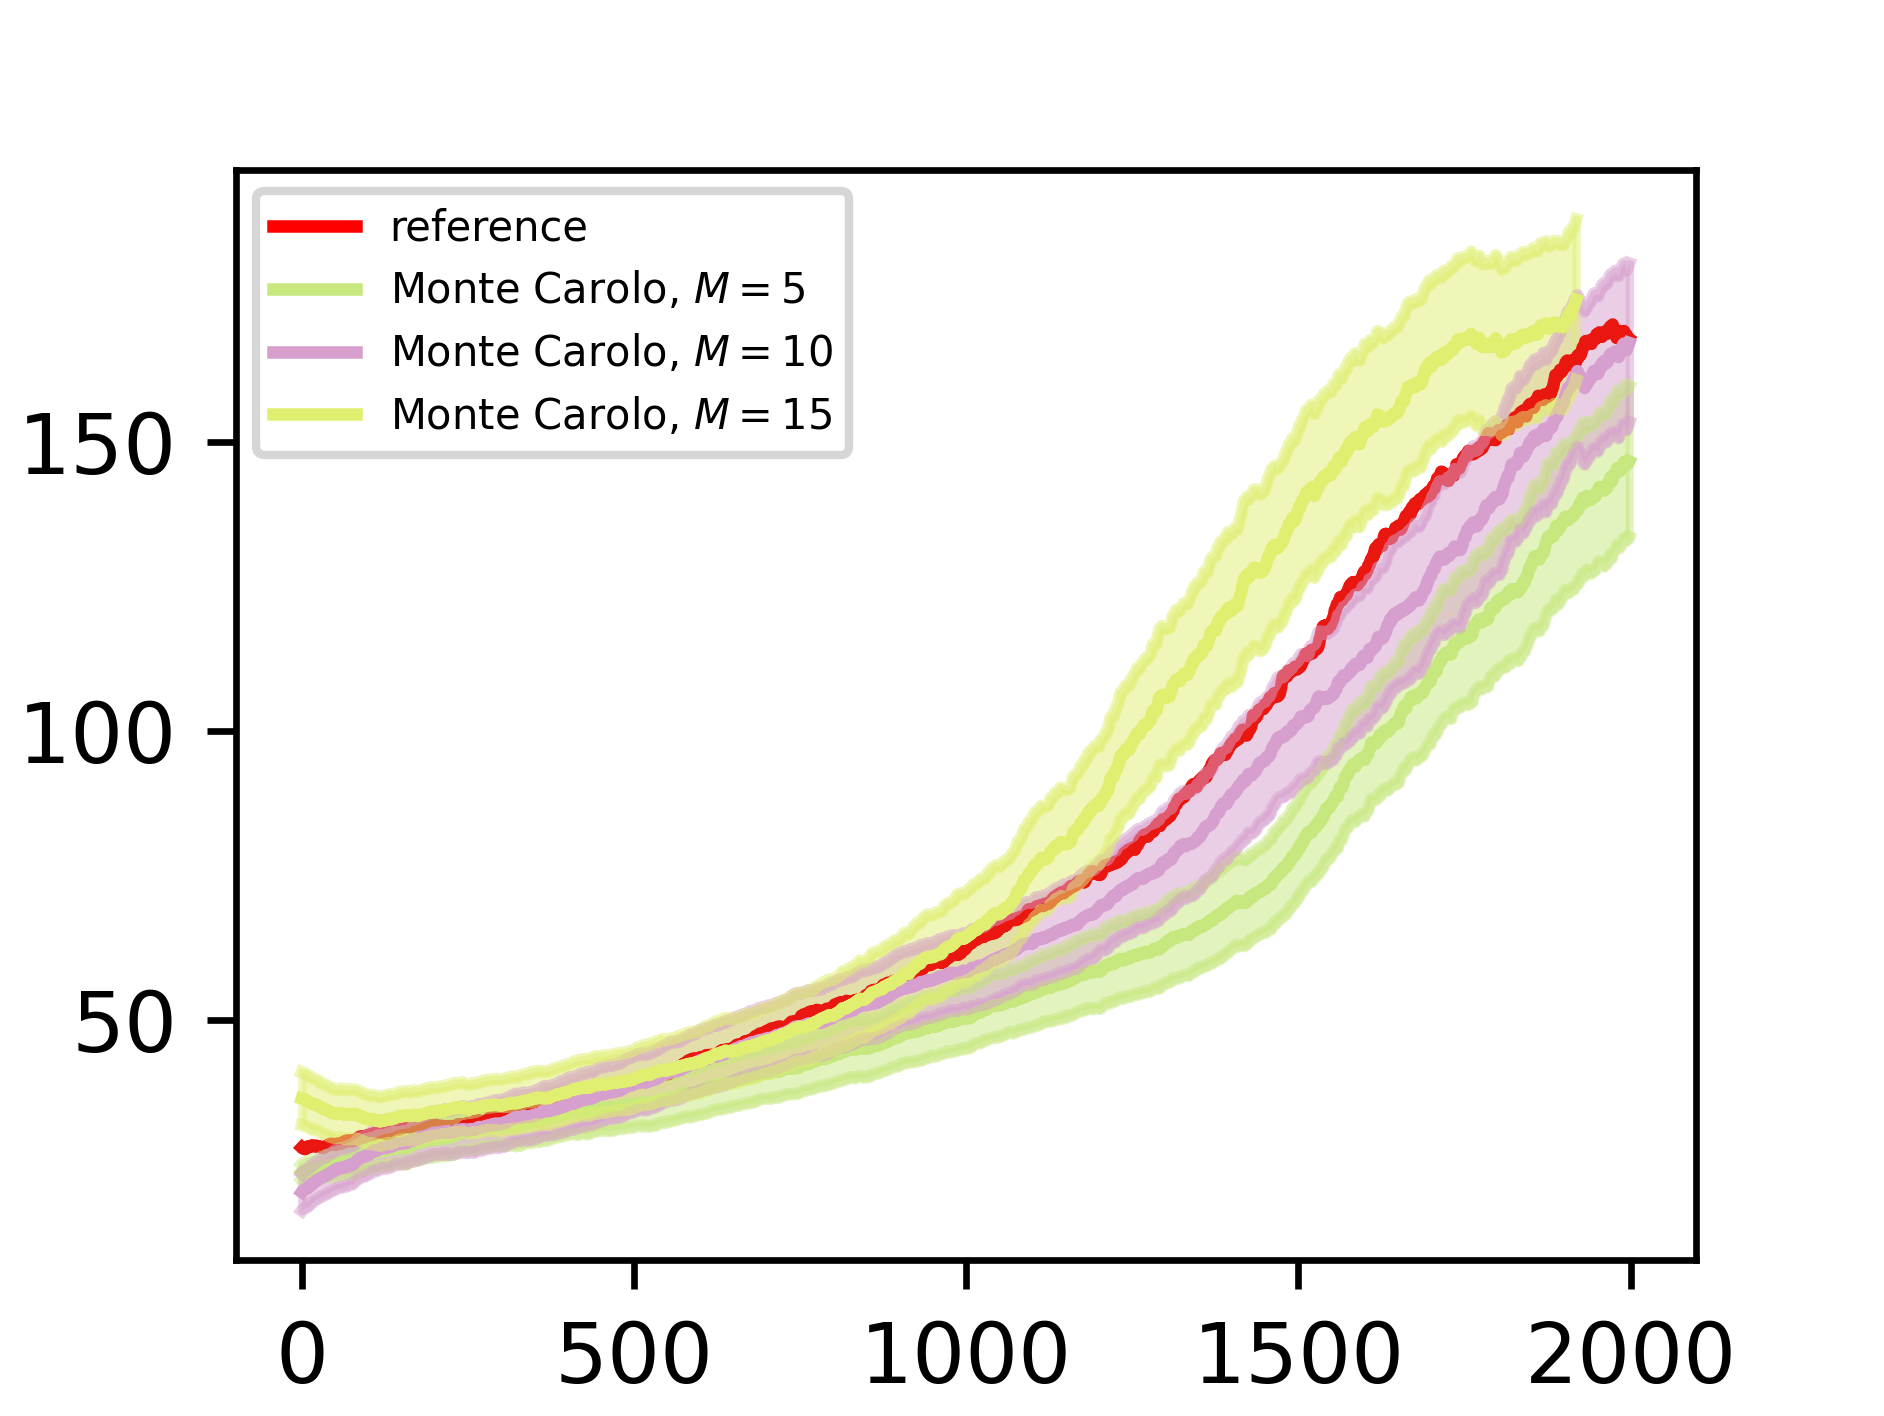 reference
Monte Carolo, M = 5
Monte Carolo, M = 10
Monte Carolo, M = 15
150
100
50
0 500 1000 1500 2000